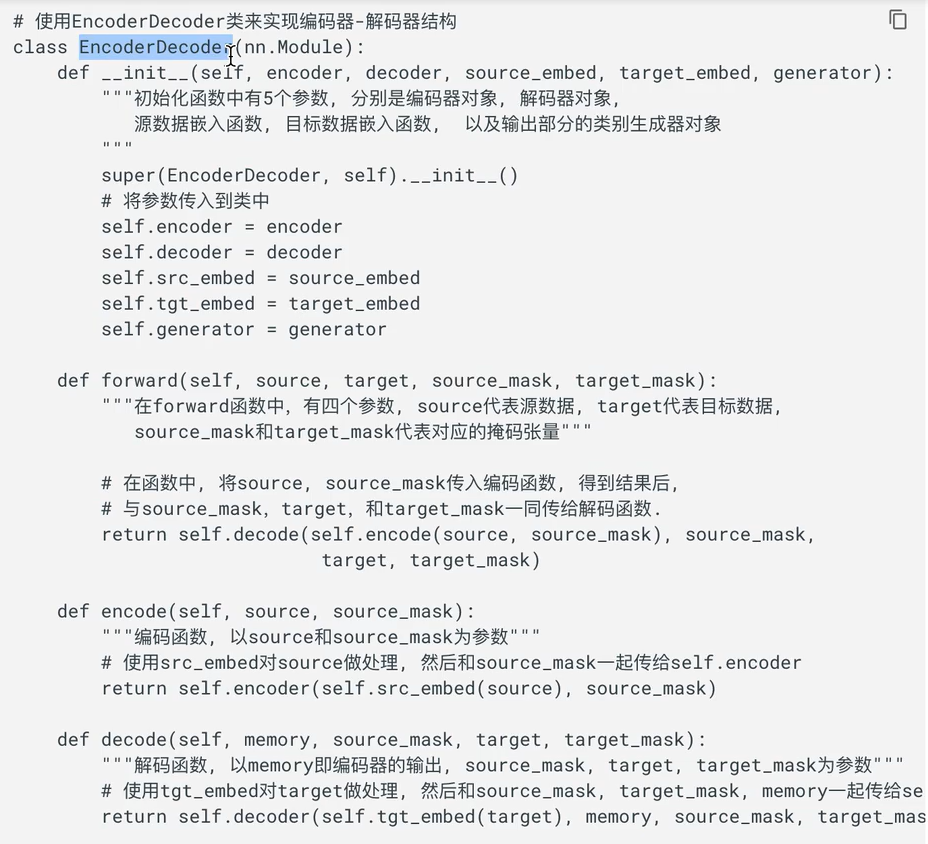 # 使用EncoderDecoder类来实现编码器-解码器结构
class EncoderDecoder(nn.Module):
    def __init__(self, encoder, decoder, source_embed, target_embed, generator):
        """初始化函数中有5个参数, 分别是编码器对象, 解码器对象,
           源数据嵌入函数, 目标数据嵌入函数,  以及输出部分的类别生成器对象
        """
        super(EncoderDecoder, self).__init__()
        # 将参数传入到类中
        self.encoder = encoder
        self.decoder = decoder
        self.src_embed = source_embed
        self.tgt_embed = target_embed
        self.generator = generator

    def forward(self, source, target, source_mask, target_mask):
        """在forward函数中，有四个参数, source代表源数据, target代表目标数据,
           source_mask和target_mask代表对应的掩码张量"""

        # 在函数中, 将source, source_mask传入编码函数, 得到结果后,
        # 与source_mask，target，和target_mask一同传给解码函数.
        return self.decode(self.encode(source, source_mask), source_mask,
                            target, target_mask)

    def encode(self, source, source_mask):
        """编码函数, 以source和source_mask为参数"""
        # 使用src_embed对source做处理, 然后和source_mask一起传给self.encoder
        return self.encoder(self.src_embed(source), source_mask)

    def decode(self, memory, source_mask, target, target_mask):
        """解码函数, 以memory即编码器的输出, source_mask, target, target_mask为参数"""
        # 使用tgt_embed对target做处理, 然后和source_mask, target_mask, memory一起传给se
        return self.decoder(self.tgt_embed(target), memory, source_mask, target_mas